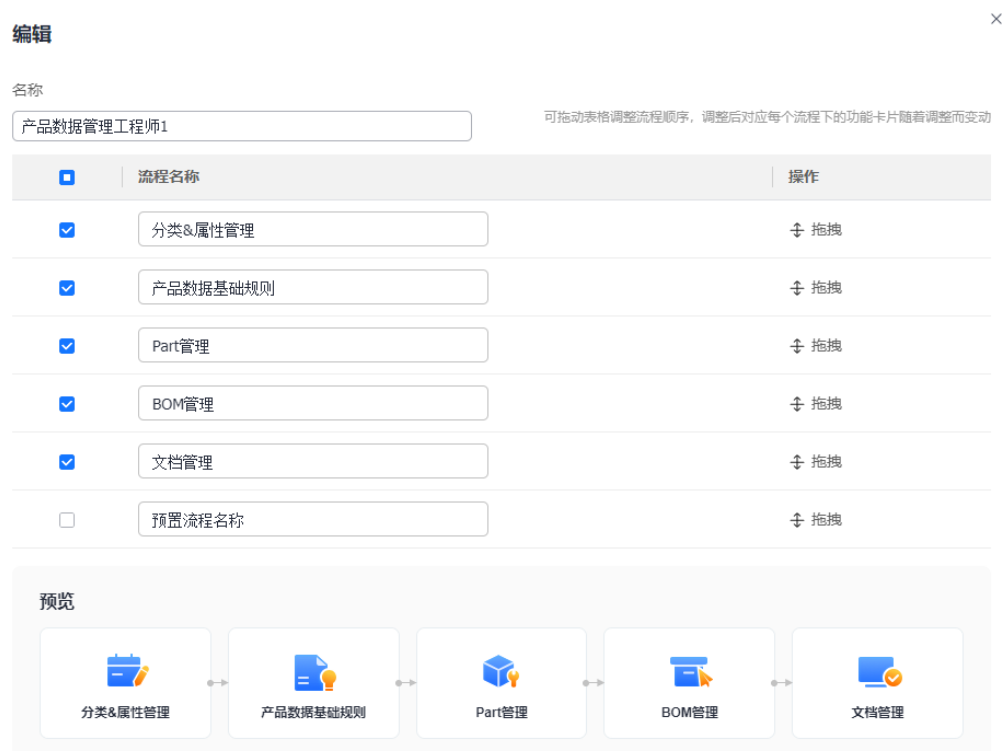 编辑
名称
产品数据管理工程师1
可拖动表格调整流程顺序，调整后对应每个流程下的功能卡片随着调整而变动
流程名称 操作
分类&属性管理 拖拽
产品数据基础规则 拖拽
Part管理 拖拽
BOM管理 拖拽
文档管理 拖拽
预置流程名称 拖拽
预览
分类&属性管理 产品数据基础规则 Part管理 BOM管理 文档管理